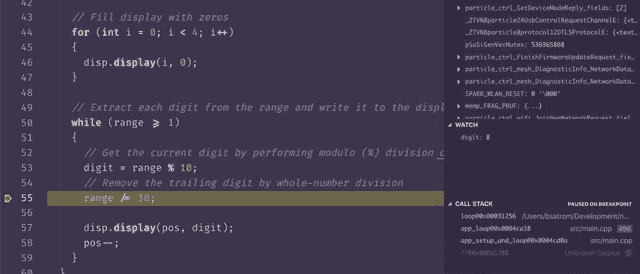 42
particle_ctrl_GetDeviceModeReply_fields: [2]
43 // Fill display with zeros
_ZTVN8particle24UsbControlRequestChannelE: {<text
44 for (int i = 0; i < 4; i++)
_ZTVN8particle8protocol12DTLSProtocolE: {<text
45 {
pSaSiGenVecMutex: 536965808
46 disp.display(i, 0);
particle_ctrl_FinishFirmwareUpdateRequest_fie
47 }
particle_ctrl_mesh_DiagnosticInfo_NetworkData
48
particle_ctrl_mesh_DiagnosticInfo_NetworkData
SPARK_WLAN_RESET: 0 '\000'
49 // Extract each digit from the range and write it to the displ
memp_FRAG_PBUF: {...}
50 while (range >= 1)
WATCH
51 {
digit: 8
52 // Get the current digit by performing modulo (%) division
53 digit = range % 10;
54 // Remove the trailing digit by whole-number division
55 range /= 10;
56
CALL STACK PAUSED ON BREAKPOINT
57 disp.display(pos, digit);
loop@0x00031256 /Users/bsatrom/Development/n...
58 pos--;
app_loop@0x0004ca38 src/main.cpp 496
59 }
app_setup_and_loop@0x0004cd0a src/main.cpp
Unknown Source
60 }